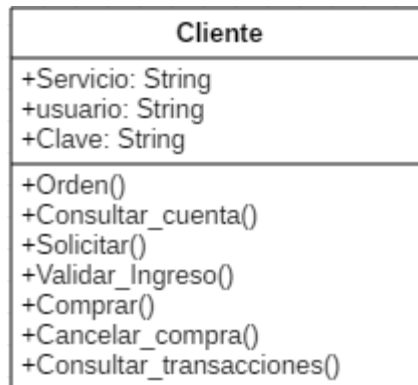 Cliente
+Servicio: String
+usuario: String
+Clave: String
+Orden()
+Consultar_cuenta()
+Solicitar()
+Validar_Ingreso()
+Comprar()
+Cancelar_compra()
+Consultar_transacciones()